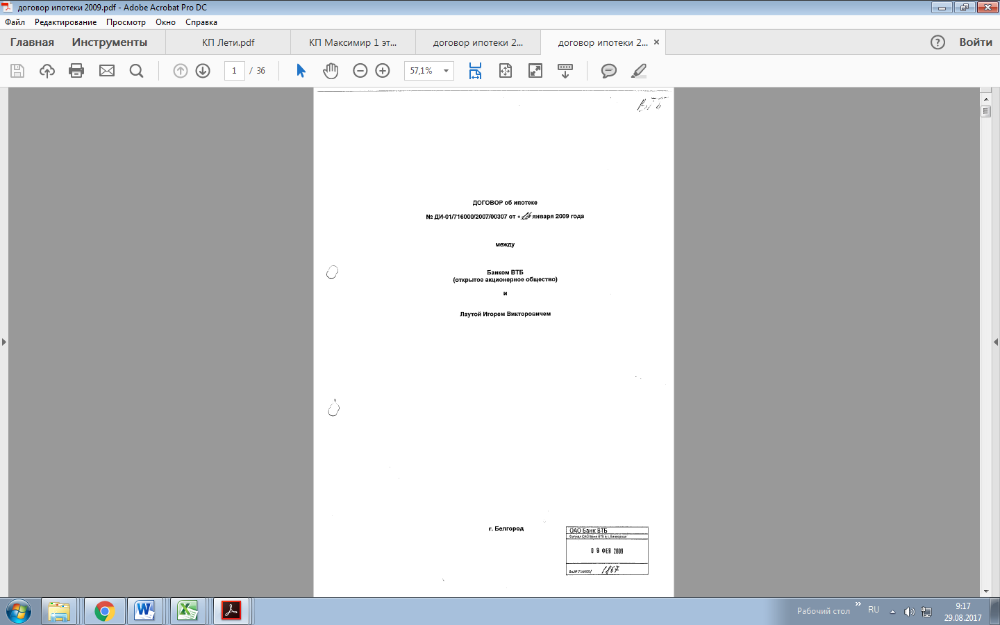 договор ипотеки 2009.pdf - Adobe Acrobat Pro DC
Файл Редактирование Просмотр Окно Справка
Главная Инструменты КП Лети.pdf КП Максимир 1 эт... договор ипотеки 2... договор ипотеки 2... × ? Войти
1 / 36 57,1%
ВТБ
ДОГОВОР об ипотеке
№ ДИ-01/716000/2007/00307 от « января 2009 года
между
Банком ВТБ
(открытое акционерное общество)
и
Лаутой Игорем Викторовичем
г. Белгород
ОАО Банк ВТБ
Филиал ОАО Банк ВТБ в г. Белгороде
09 ФЕВ 2009
Вх.№ 716000/ 1867
Рабочий стол » RU 9:17
29.08.2017